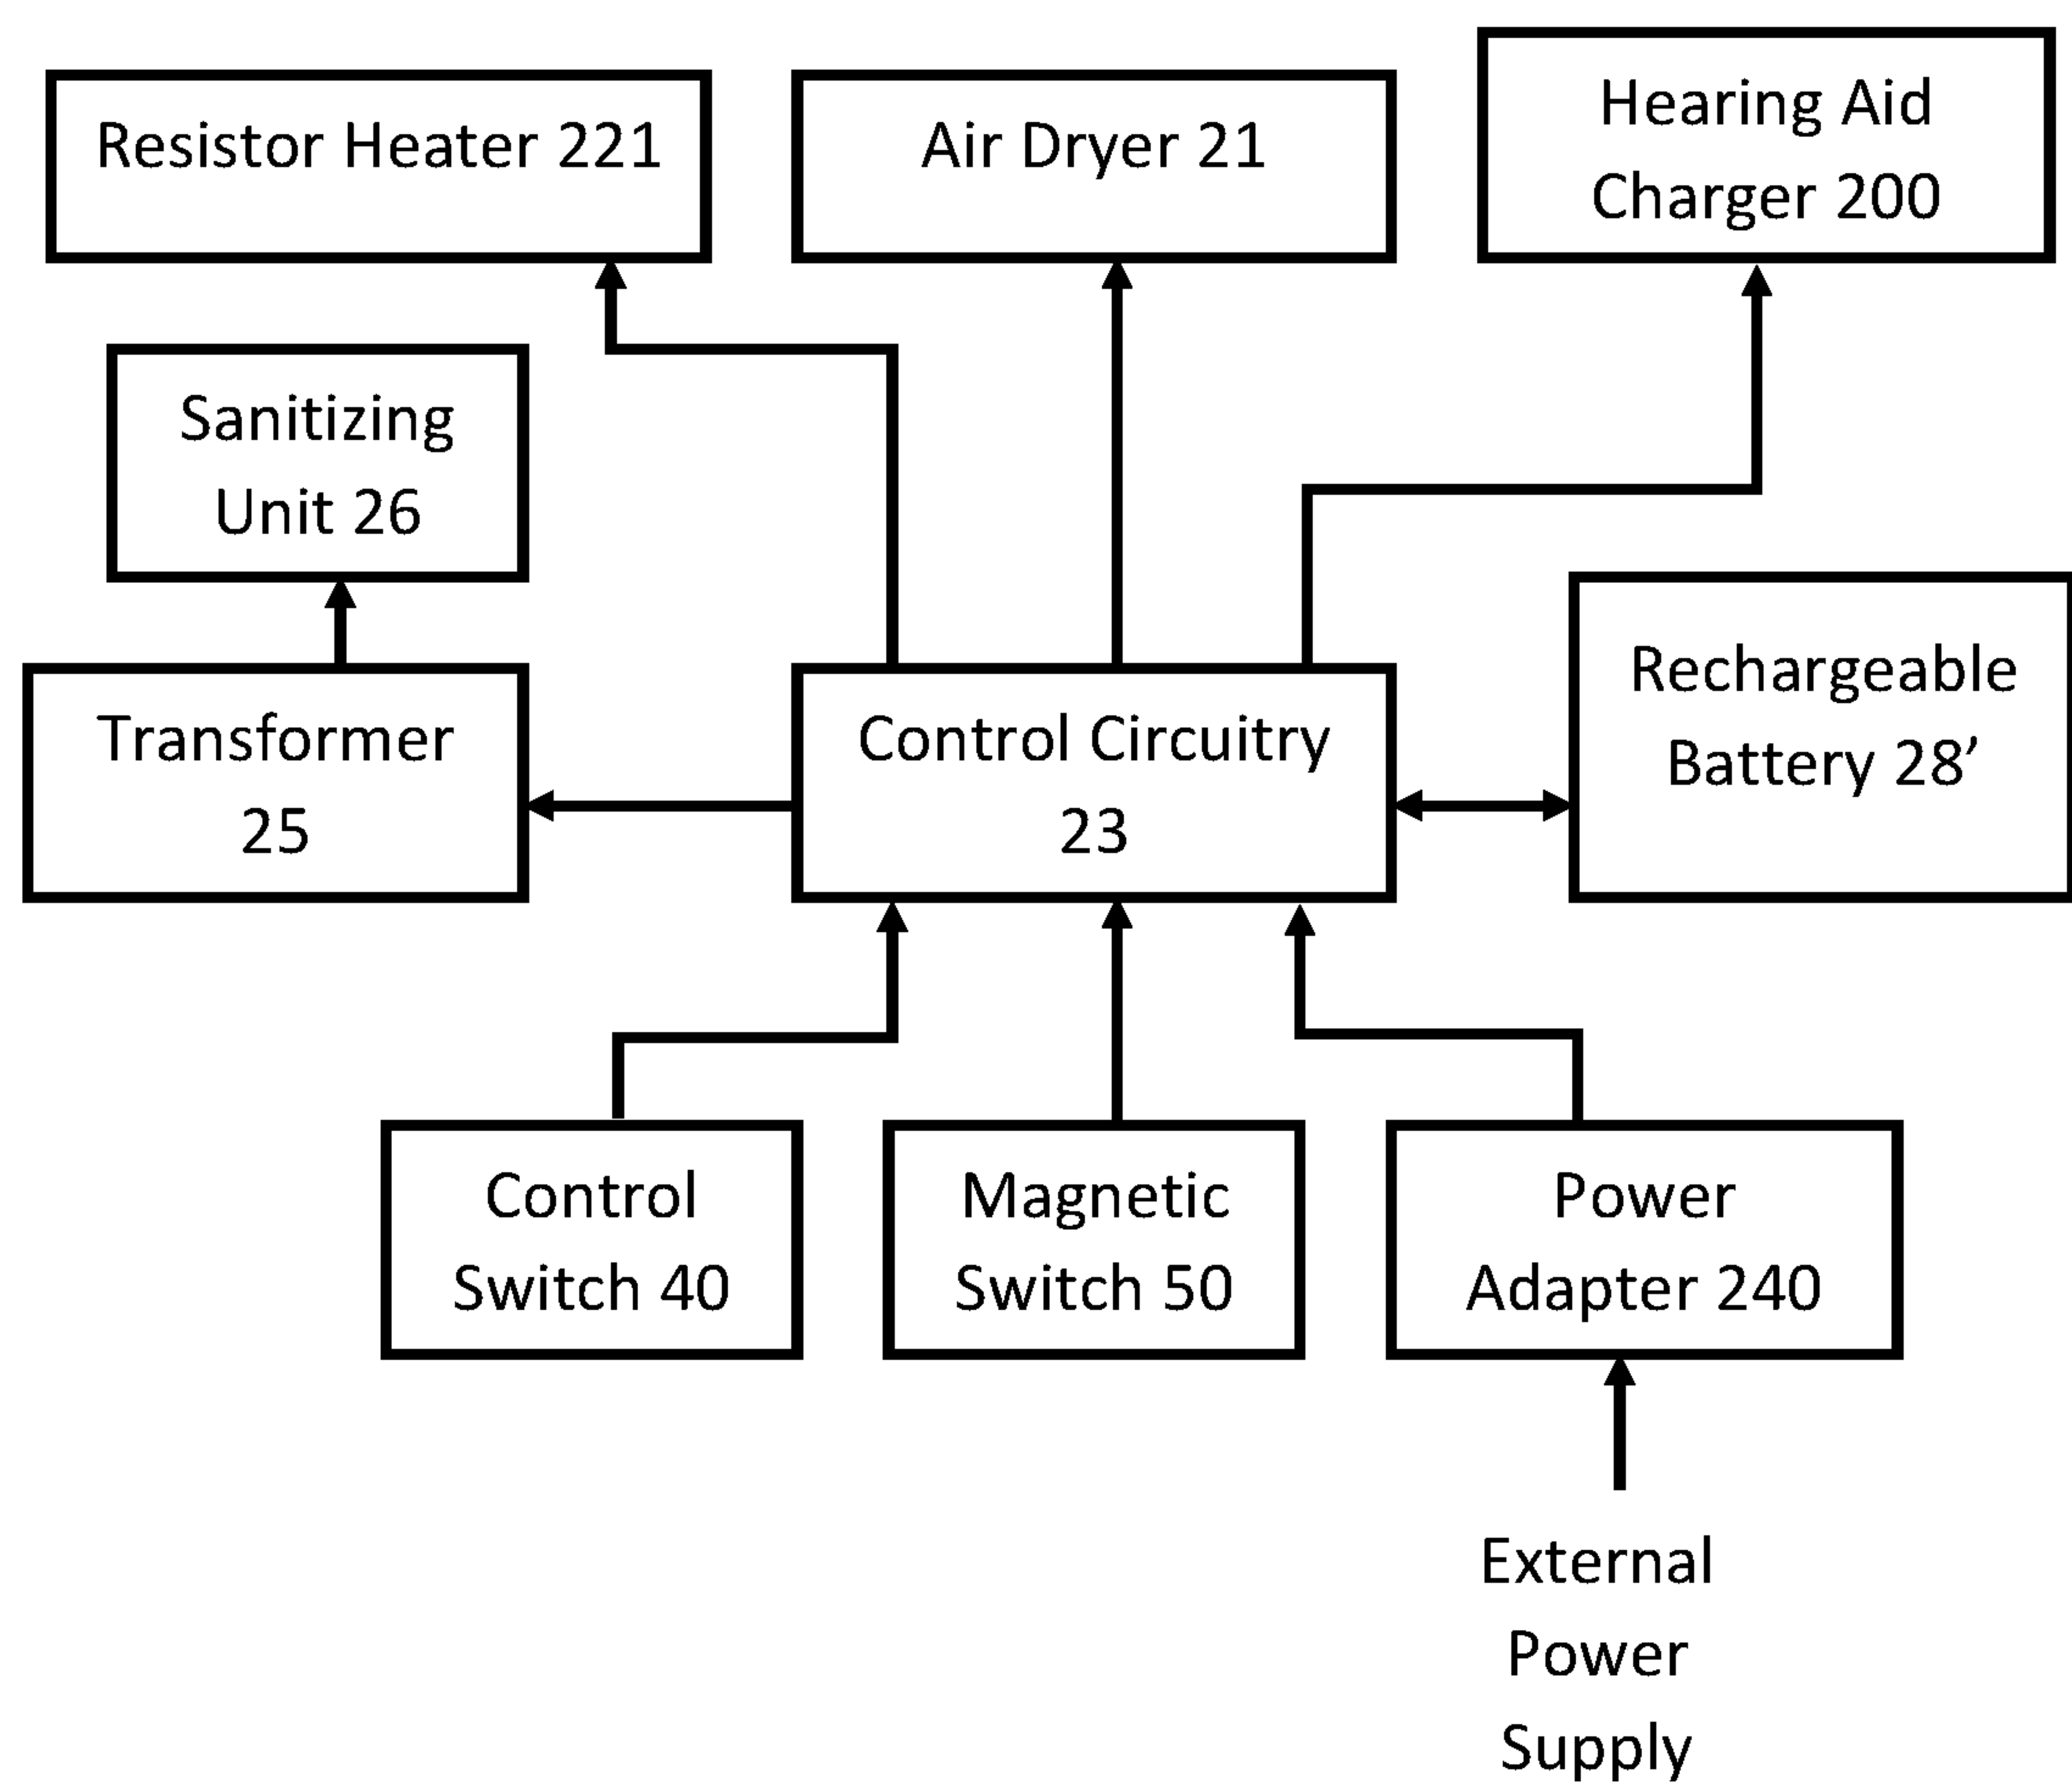 Resistor Heater 221
Air Dryer 21
Hearing Aid
Charger 200
Sanitizing
Unit 26
Transformer
25
Control Circuitry
23
Rechargeable
Battery 28’
Control
Switch 40
Magnetic
Switch 50
Power
Adapter 240
External
Power
Supply